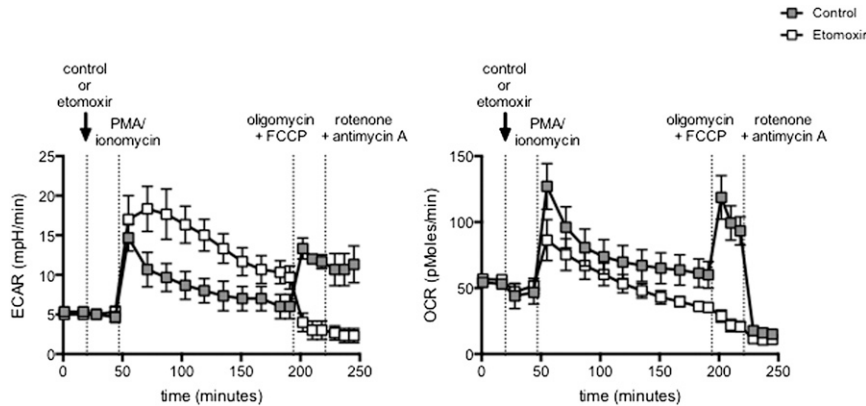 Control
Etomoxir
control
or
etomoxir
PMA/
ionomycin
oligomycin
+ FCCP
rotenone
+ antimycin A
25
20
15
10
5
0
ECAR (mpH/min)
0 50 100 150 200 250
time (minutes)
control
or
etomoxir
PMA/
ionomycin
oligomycin
+ FCCP
rotenone
+ antimycin A
150
100
50
0
OCR (pMoles/min)
0 50 100 150 200 250
time (minutes)